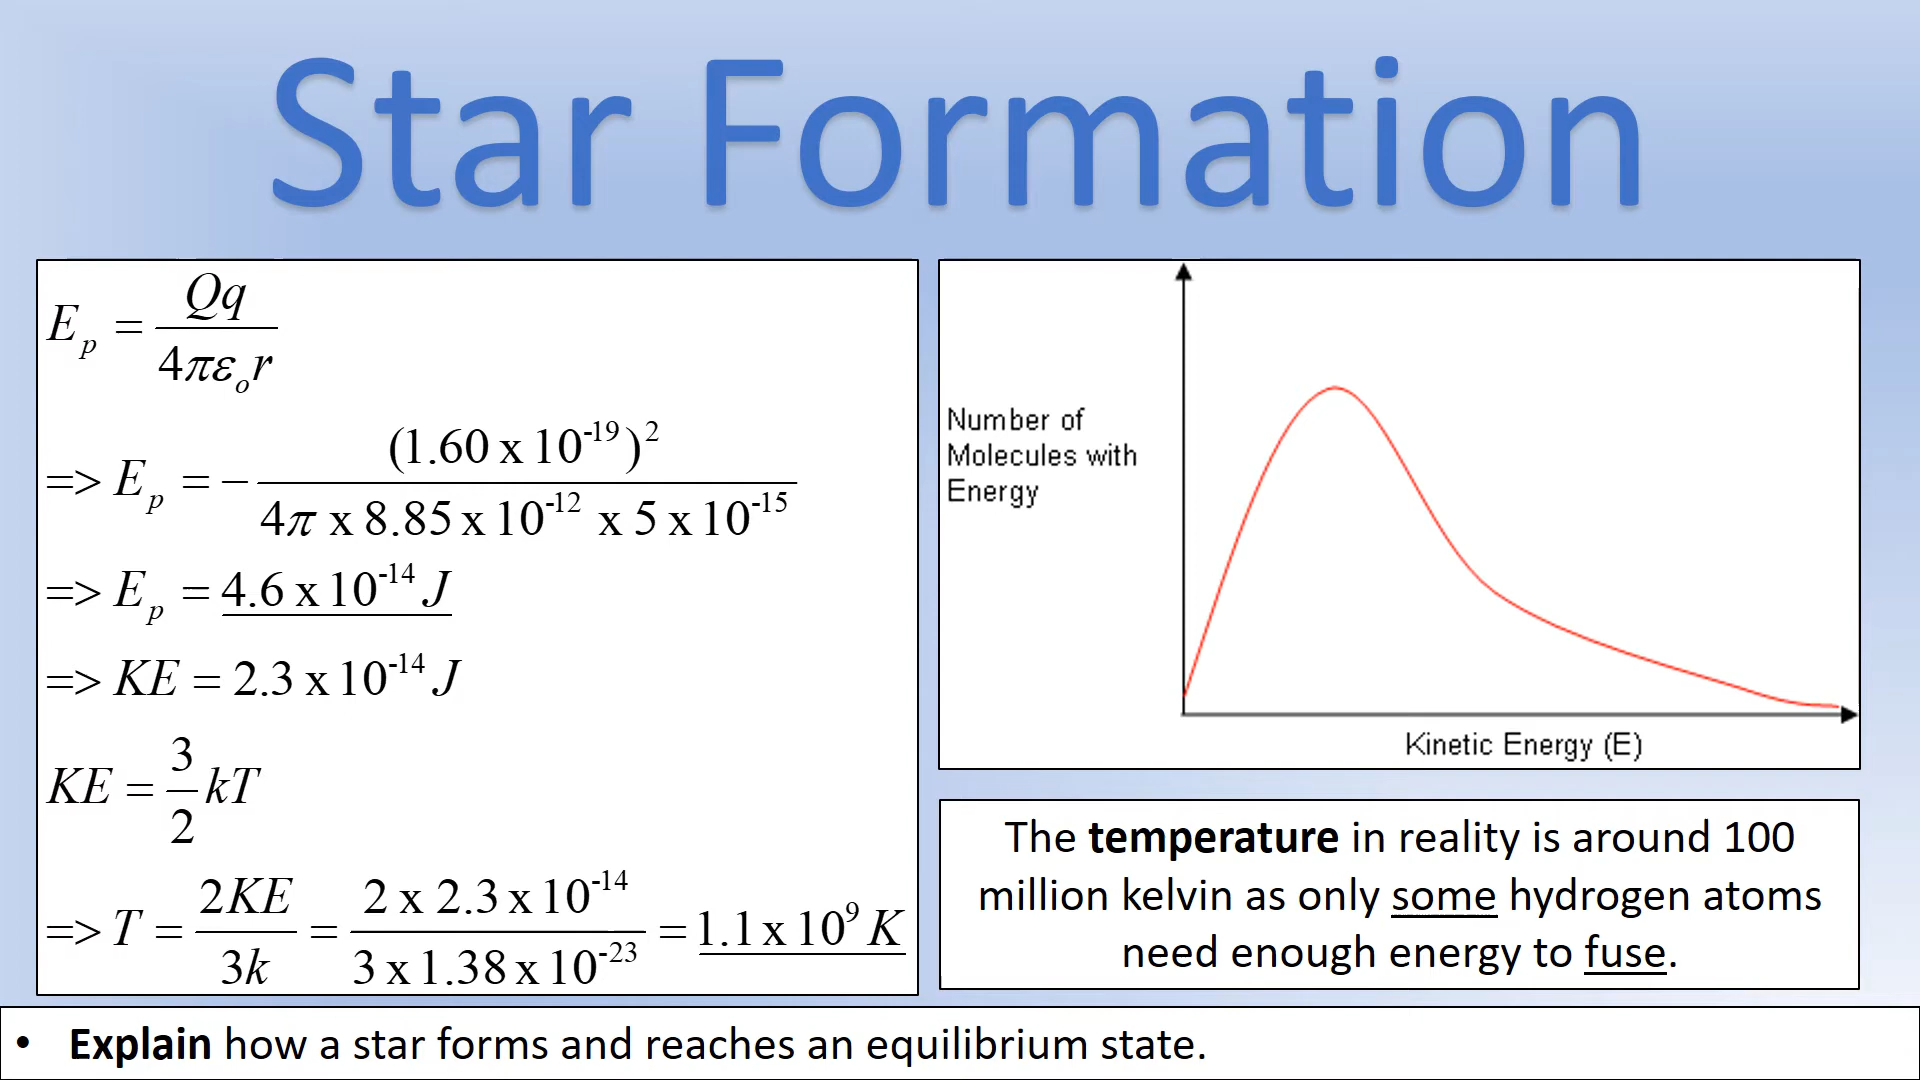 Star Formation
E_p = Qq / 4πε_o r
=> E_p = − (1.60 x 10^-19)^2 / 4π x 8.85 x 10^-12 x 5 x 10^-15
=> E_p = 4.6 x 10^-14 J
=> KE = 2.3 x 10^-14 J
KE = 3/2 kT
=> T = 2KE / 3k = 2 x 2.3 x 10^-14 / 3 x 1.38 x 10^-23 = 1.1 x 10^9 K
Number of
Molecules with
Energy
Kinetic Energy (E)
The temperature in reality is around 100
million kelvin as only some hydrogen atoms
need enough energy to fuse.
• Explain how a star forms and reaches an equilibrium state.